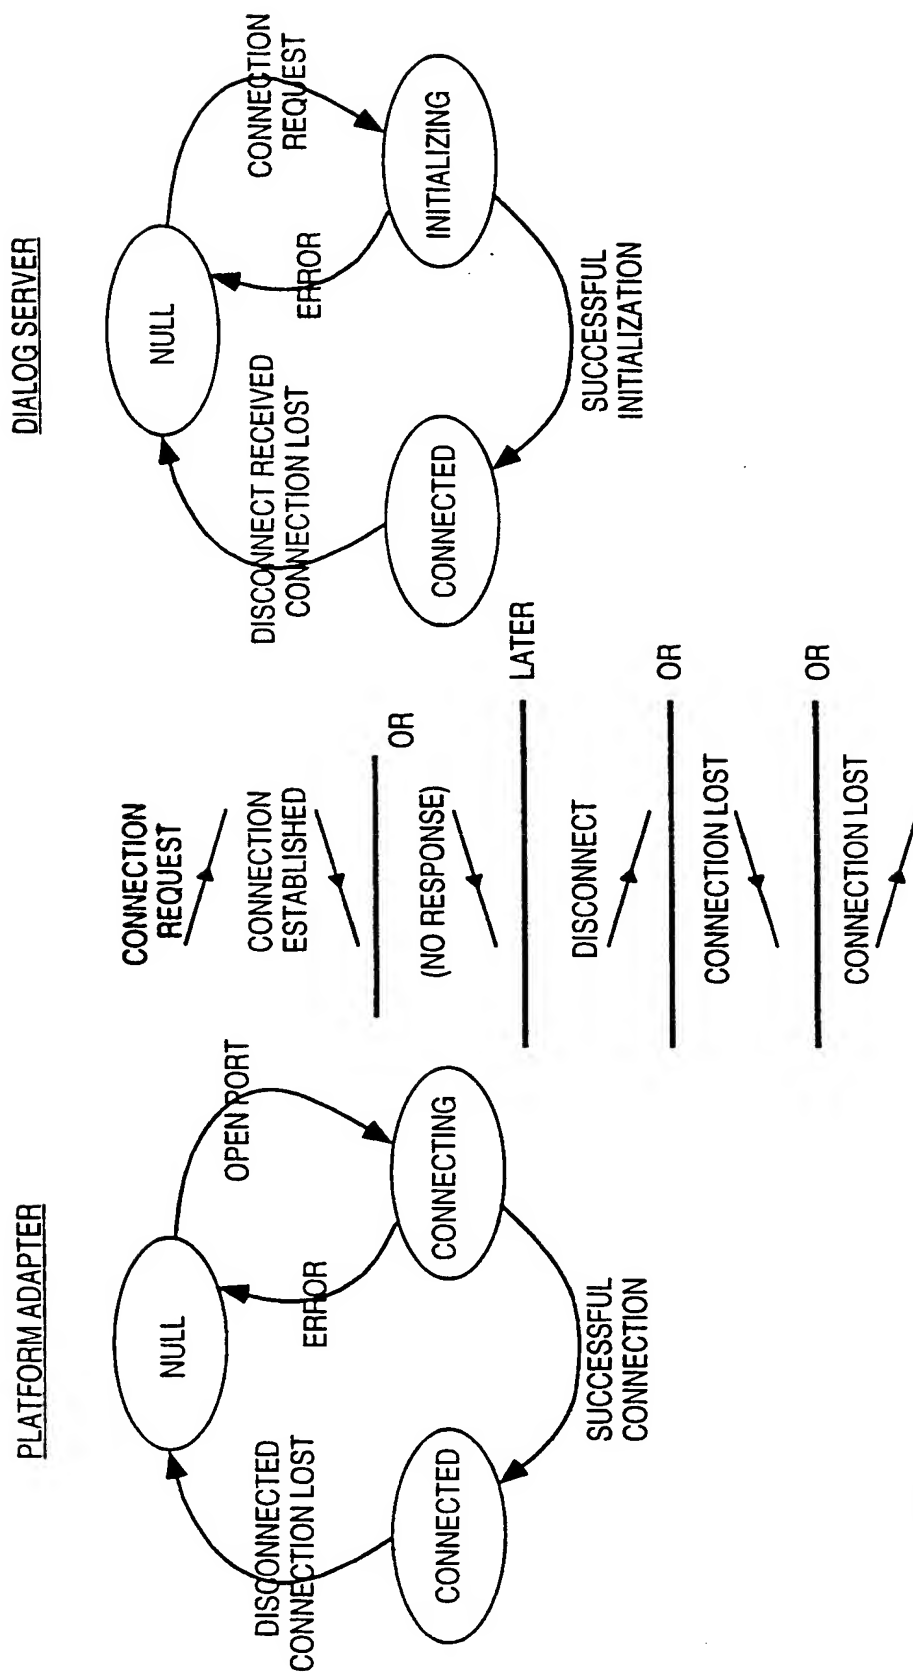 PLATFORM ADAPTER
NULL
OPEN PORT
ERROR
DISCONNECTED
CONNECTION LOST
CONNECTED
CONNECTING
SUCCESSFUL
CONNECTION
CONNECTION
REQUEST
CONNECTION
ESTABLISHED
OR
(NO RESPONSE)
LATER
DISCONNECT
OR
CONNECTION LOST
OR
CONNECTION LOST
DIALOG SERVER
NULL
CONNECTION
REQUEST
ERROR
DISCONNECT RECEIVED
CONNECTION LOST
CONNECTED
INITIALIZING
SUCCESSFUL
INITIALIZATION